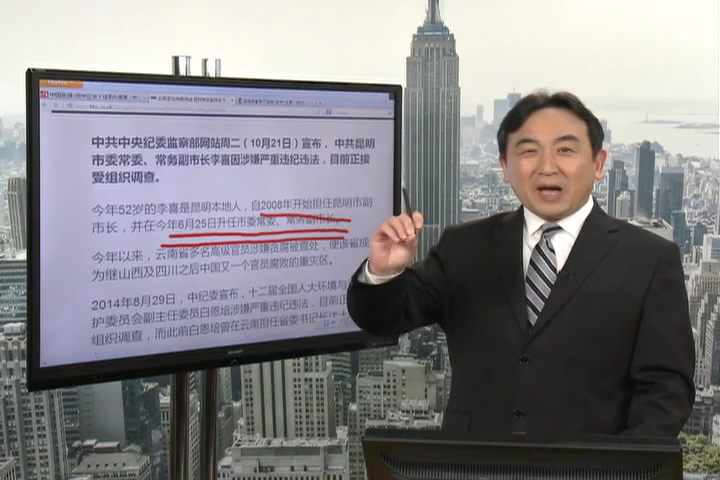 中共中央纪委监察部网站周二（10月21日）宣布，中共昆明
市委常委、常务副市长李喜因涉嫌严重违纪违法，目前正接
受组织调查。
今年52岁的李喜是昆明本地人，自2008年开始担任昆明市副
市长，并在今年6月25日升任市委常委、常务副市长。
今年以来，云南省多名高级官员涉嫌贪腐被查处，使该省成
为继山西及四川之后中国又一个官员腐败的重灾区。
2014年8月29日，中纪委宣布，十二届全国人大环境与
护委员会副主任委员白恩培涉嫌严重违纪违法，目前正
组织调查，而此前白恩培曾在云南担任省委书记长达